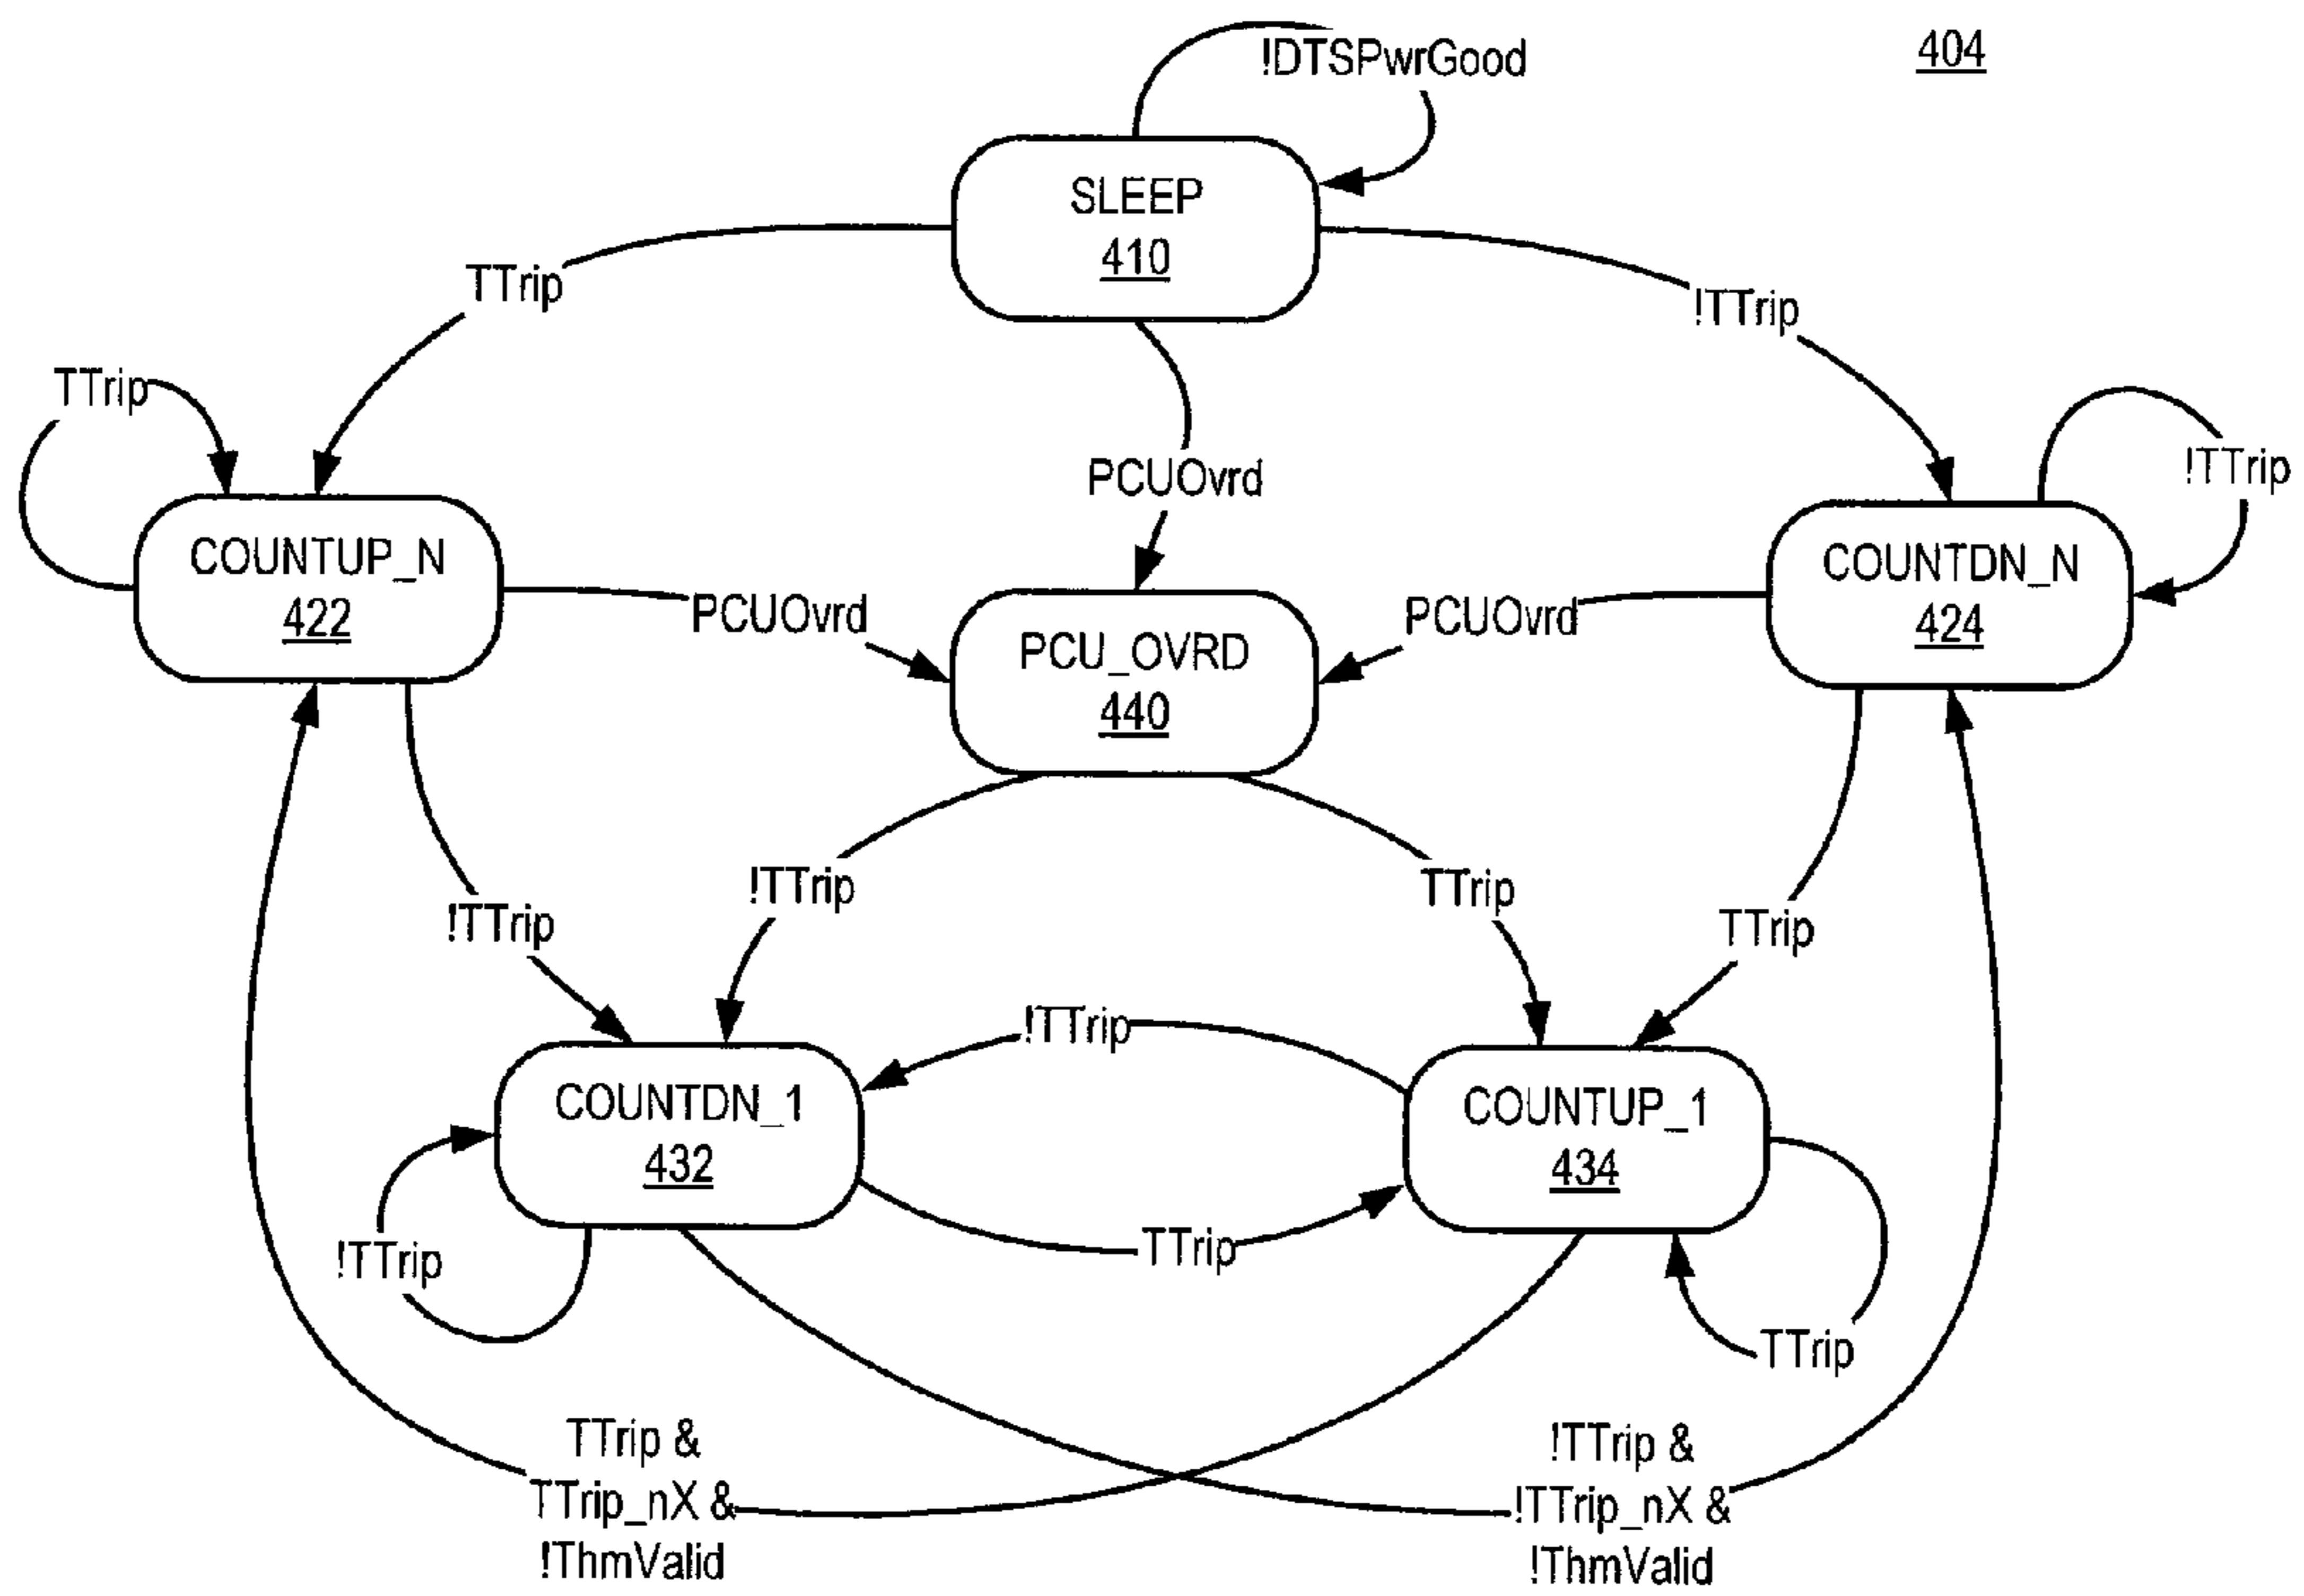 !DTSPwrGood
404
SLEEP
410
TTrip
!TTrip
TTrip
!TTrip
PCUOvrd
COUNTUP_N
422
COUNTDN_N
424
PCUOvrd
PCUOvrd
PCU_OVRD
440
!TTrip
TTrip
!TTrip
TTrip
!TTrip
COUNTDN_1
432
COUNTUP_1
434
TTrip
!TTrip
TTrip
TTrip &
TTrip_nX &
!ThmValid
!TTrip &
!TTrip_nX &
!ThmValid